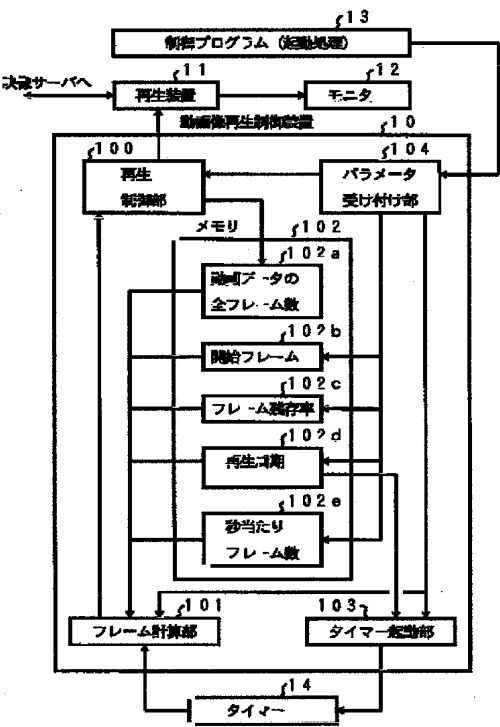 13
制御プログラム（起動処理）
11
12
映像サーバへ
再生装置
モニタ
動画像再生制御装置
10
100
104
再生
制御部
パラメータ
受け付け部
メモリ
102
102a
動画データの
全フレーム数
102b
開始フレーム
102c
フレーム残存率
102d
再生周期
102e
秒当たり
フレーム数
101
103
フレーム計算部
タイマー起動部
14
タイマー